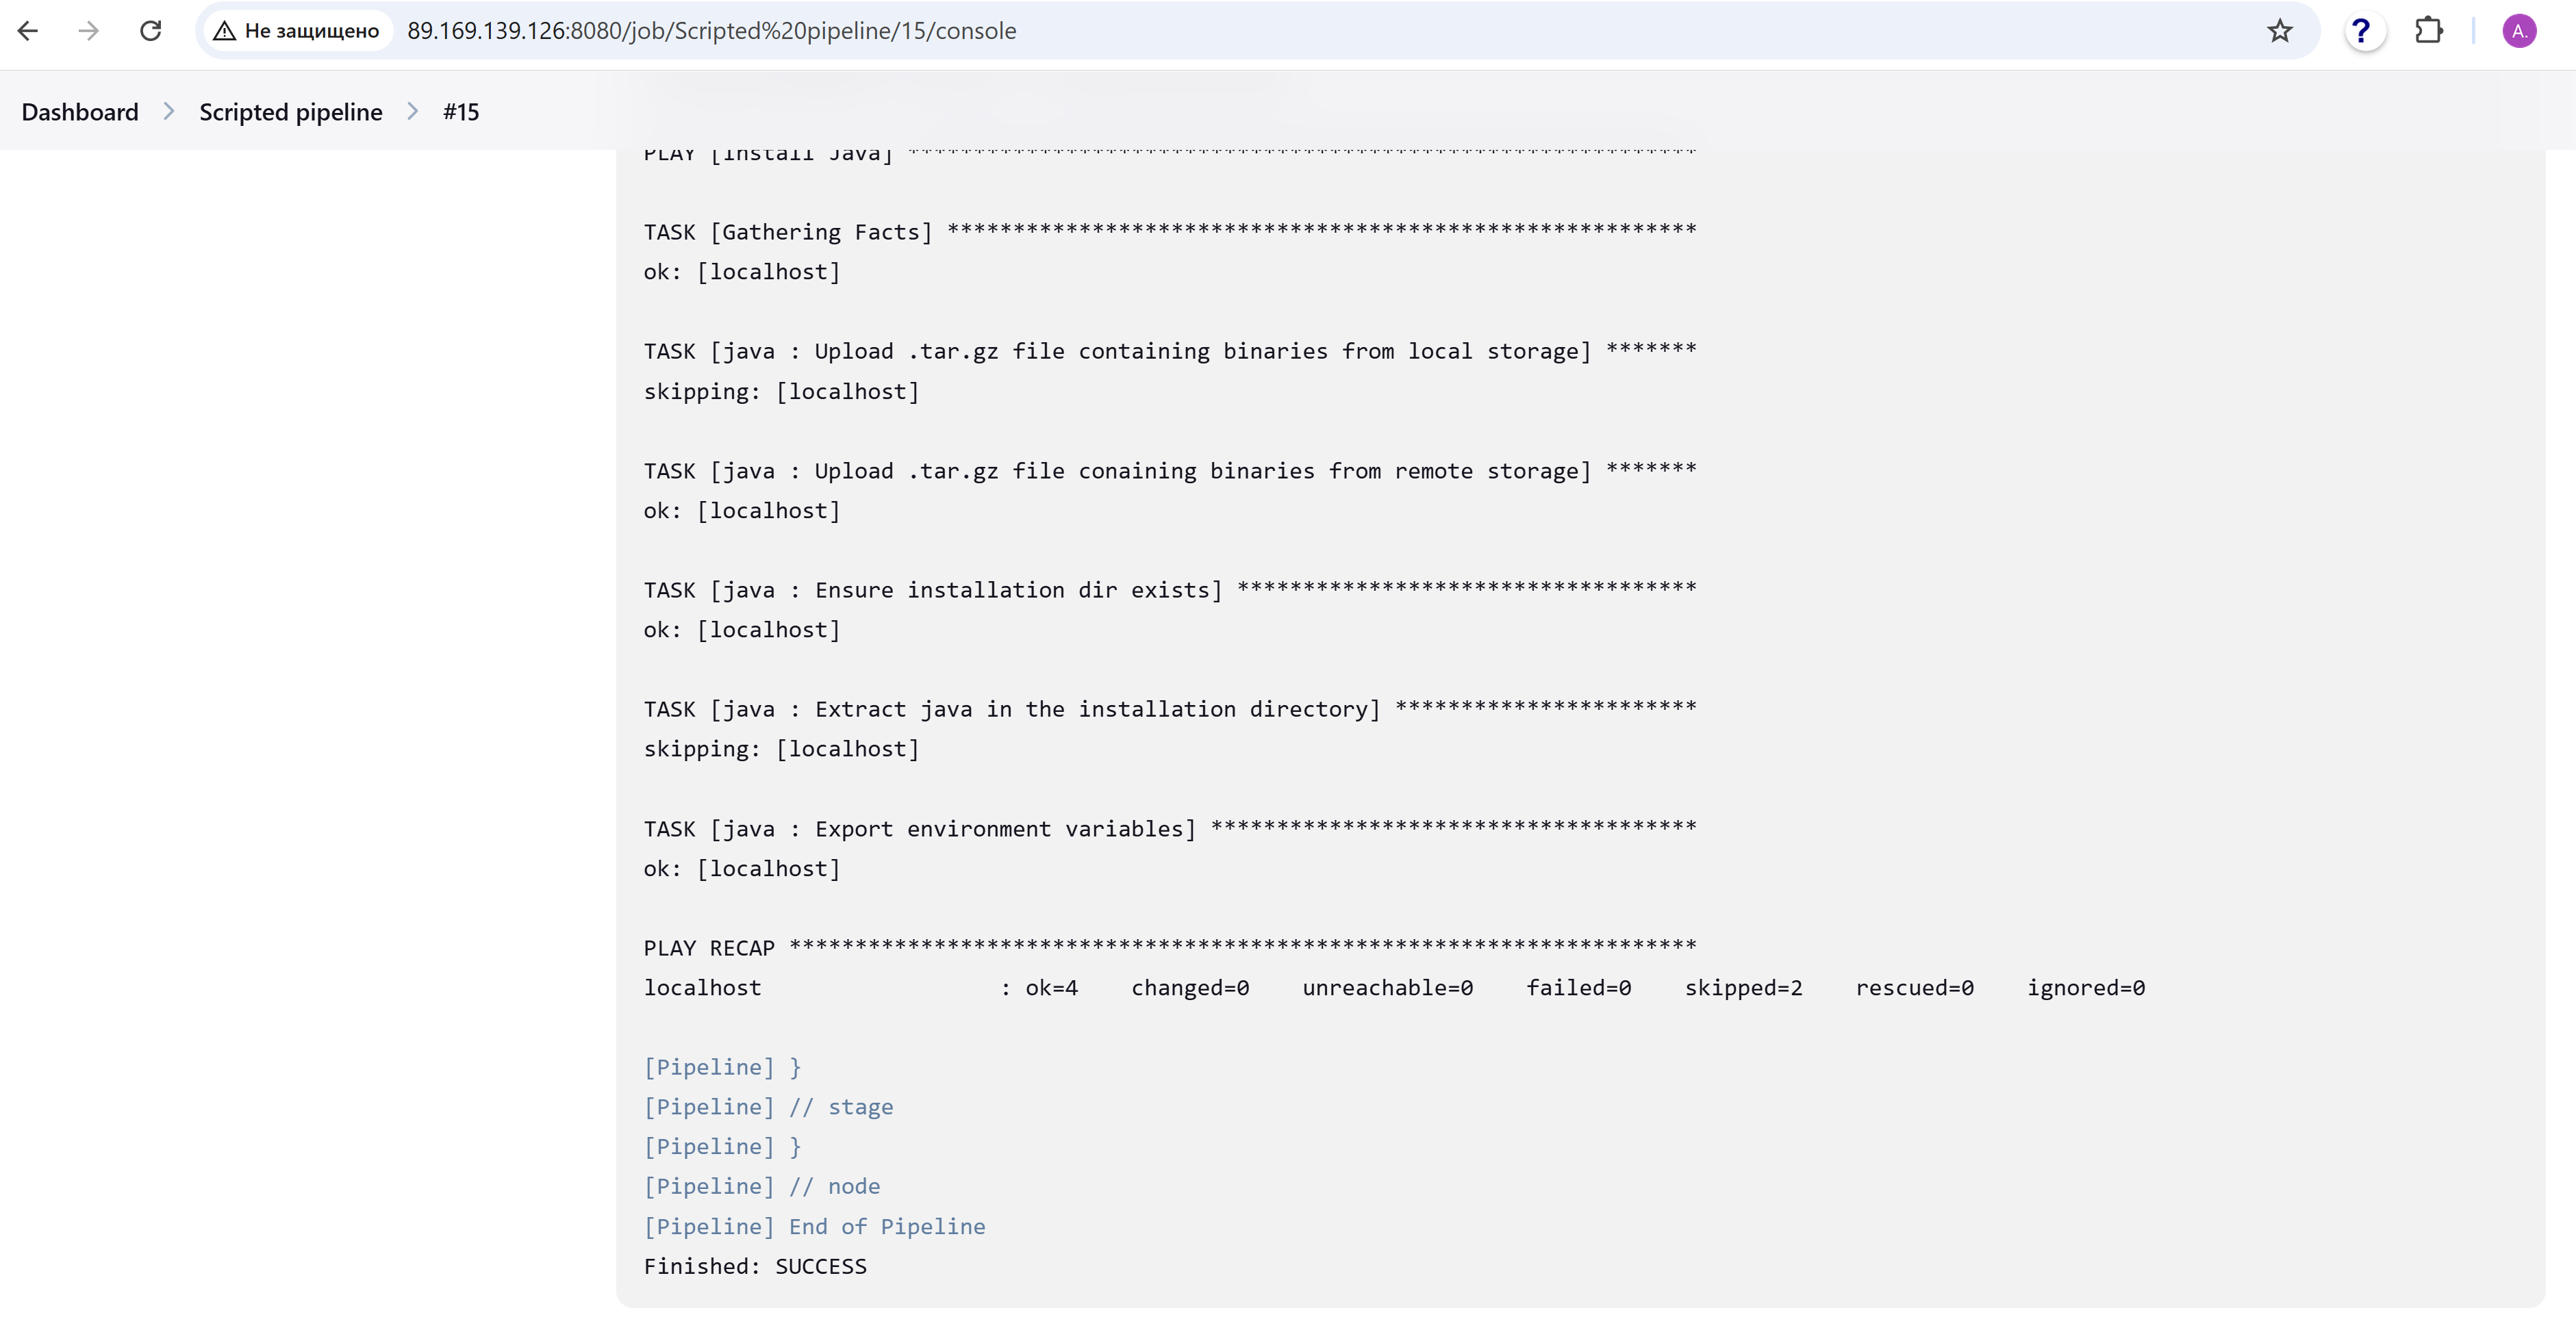 Не защищено 89.169.139.126:8080/job/Scripted%20pipeline/15/console ? A.
Dashboard > Scripted pipeline > #15
PLAY [Install Java] ************************************************************
TASK [Gathering Facts] *********************************************************
ok: [localhost]
TASK [java : Upload .tar.gz file containing binaries from local storage] *******
skipping: [localhost]
TASK [java : Upload .tar.gz file conaining binaries from remote storage] *******
ok: [localhost]
TASK [java : Ensure installation dir exists] ***********************************
ok: [localhost]
TASK [java : Extract java in the installation directory] ***********************
skipping: [localhost]
TASK [java : Export environment variables] *************************************
ok: [localhost]
PLAY RECAP *********************************************************************
localhost : ok=4 changed=0 unreachable=0 failed=0 skipped=2 rescued=0 ignored=0
[Pipeline] }
[Pipeline] // stage
[Pipeline] }
[Pipeline] // node
[Pipeline] End of Pipeline
Finished: SUCCESS